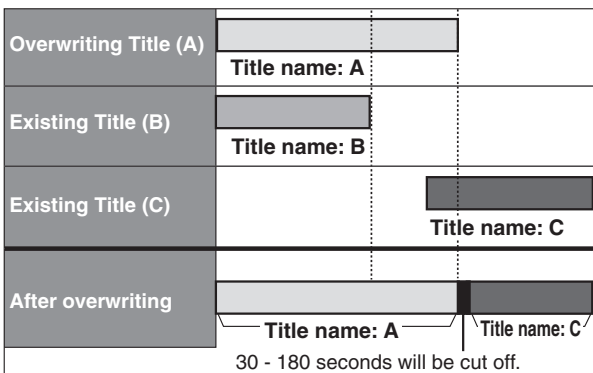 Overwriting Title (A)
Title name: A
Existing Title (B)
Title name: B
Existing Title (C)
Title name: C
After overwriting
Title name: A
Title name: C
30 - 180 seconds will be cut off.